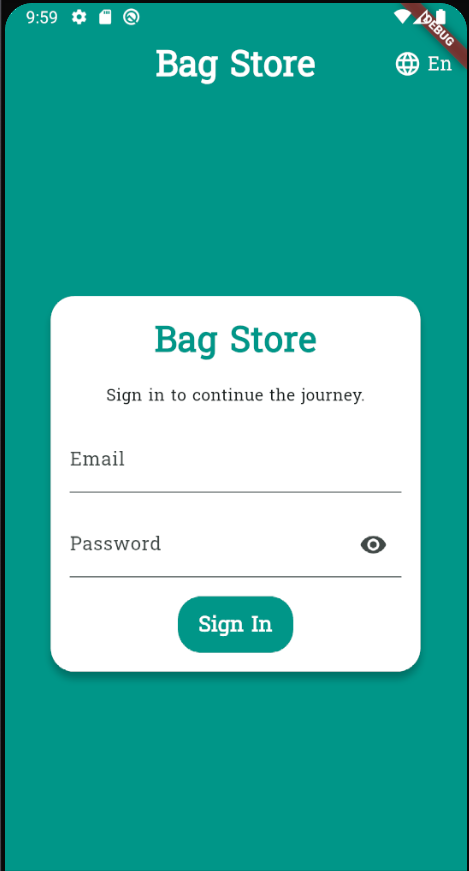 9:59
DEBUG
Bag Store
En
Bag Store
Sign in to continue the journey.
Email
Password
Sign In